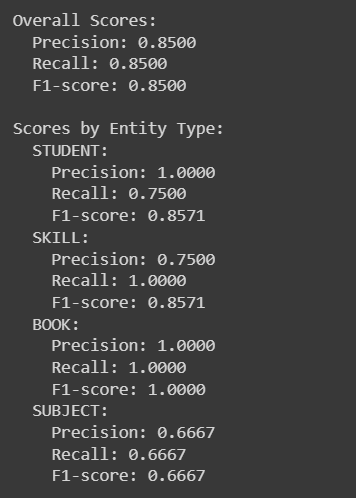 Overall Scores:
  Precision: 0.8500
  Recall: 0.8500
  F1-score: 0.8500

Scores by Entity Type:
  STUDENT:
    Precision: 1.0000
    Recall: 0.7500
    F1-score: 0.8571
  SKILL:
    Precision: 0.7500
    Recall: 1.0000
    F1-score: 0.8571
  BOOK:
    Precision: 1.0000
    Recall: 1.0000
    F1-score: 1.0000
  SUBJECT:
    Precision: 0.6667
    Recall: 0.6667
    F1-score: 0.6667